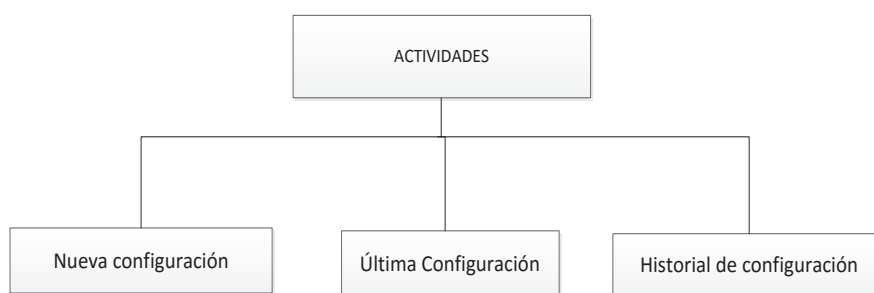 ACTIVIDADES
Nueva configuración
Última Configuración
Historial de configuración